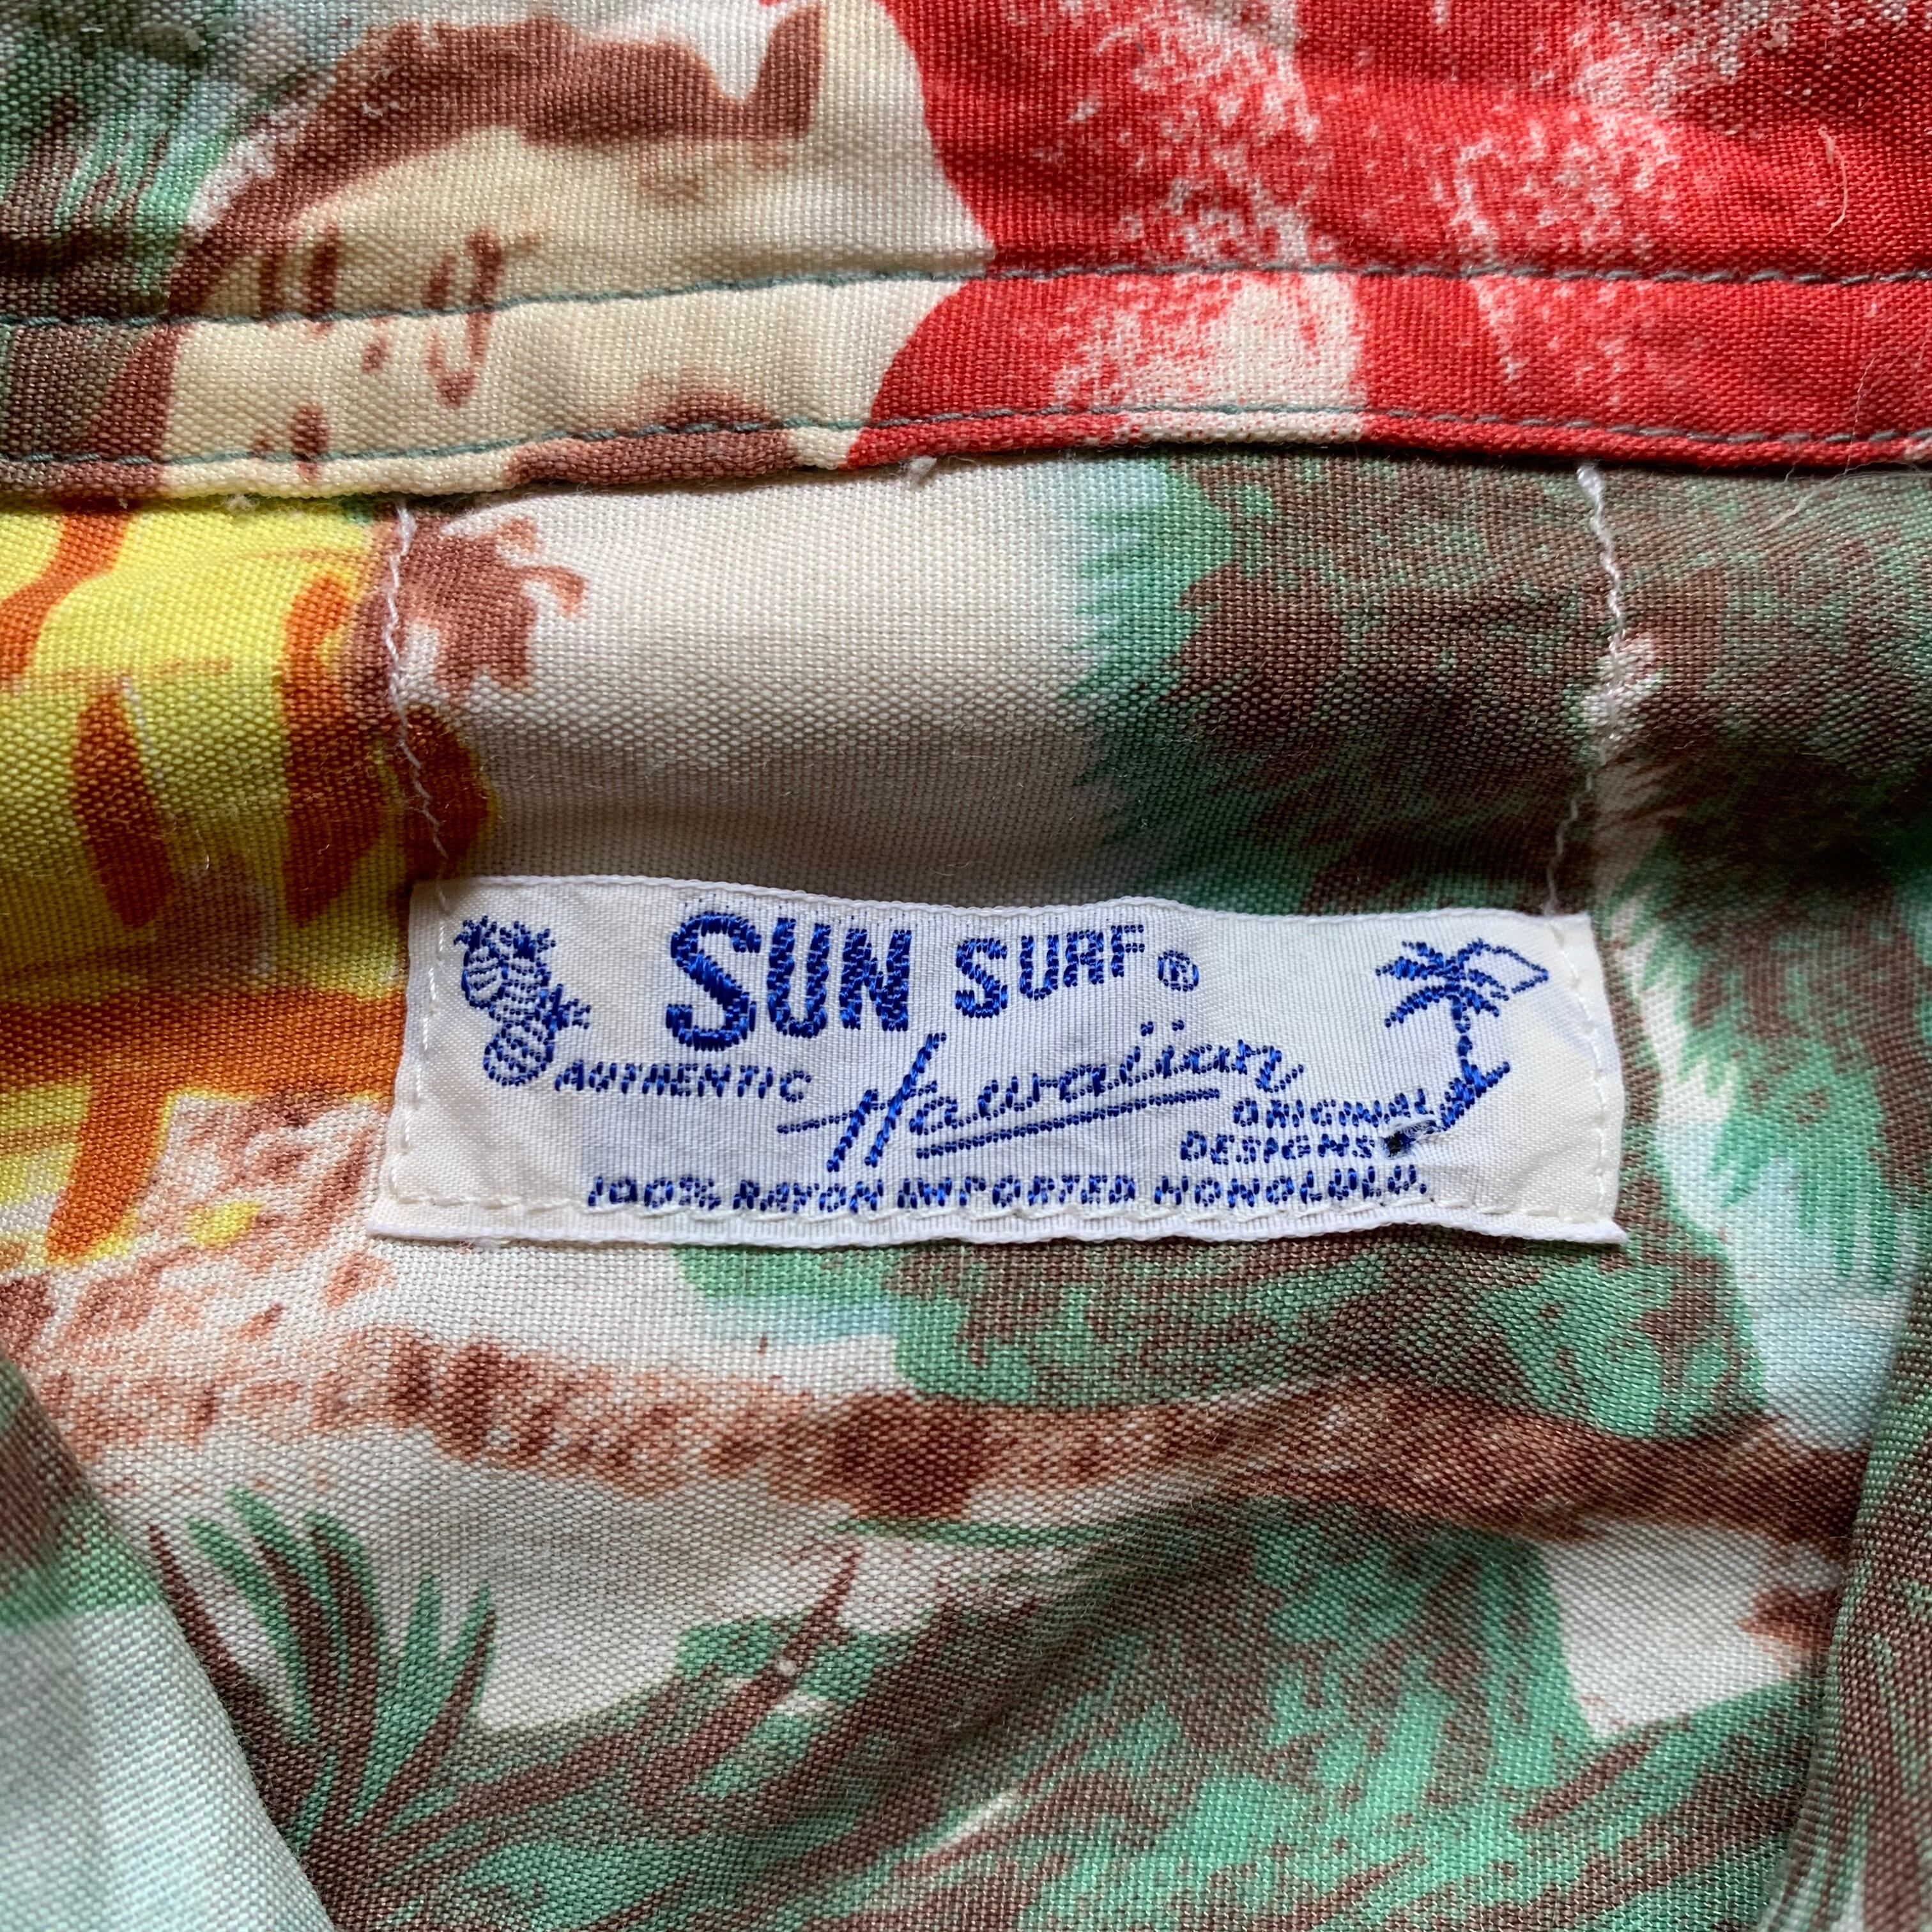 SUN SURF®
AUTHENTIC Hawaiian ORIGINAL
DESIGNS
100% RAYON IMPORTED HONOLULU.